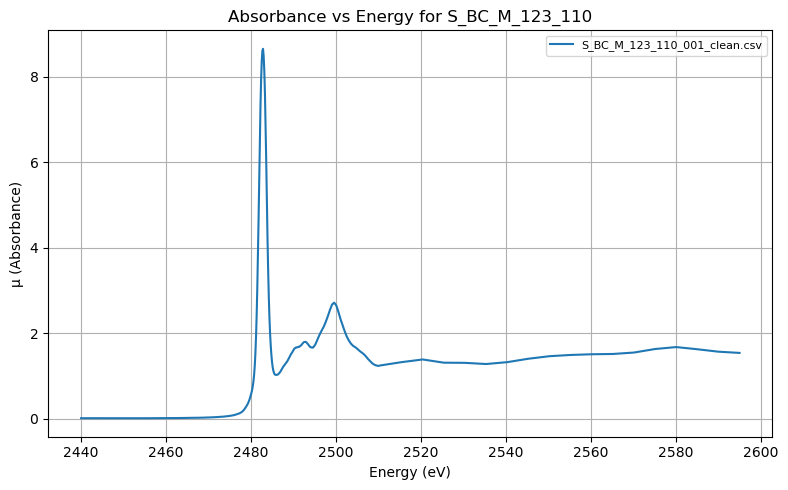 Absorbance vs Energy for S_BC_M_123_110
S_BC_M_123_110_001_clean.csv
μ (Absorbance)
8
6
4
2
0
2440 2460 2480 2500 2520 2540 2560 2580 2600
Energy (eV)